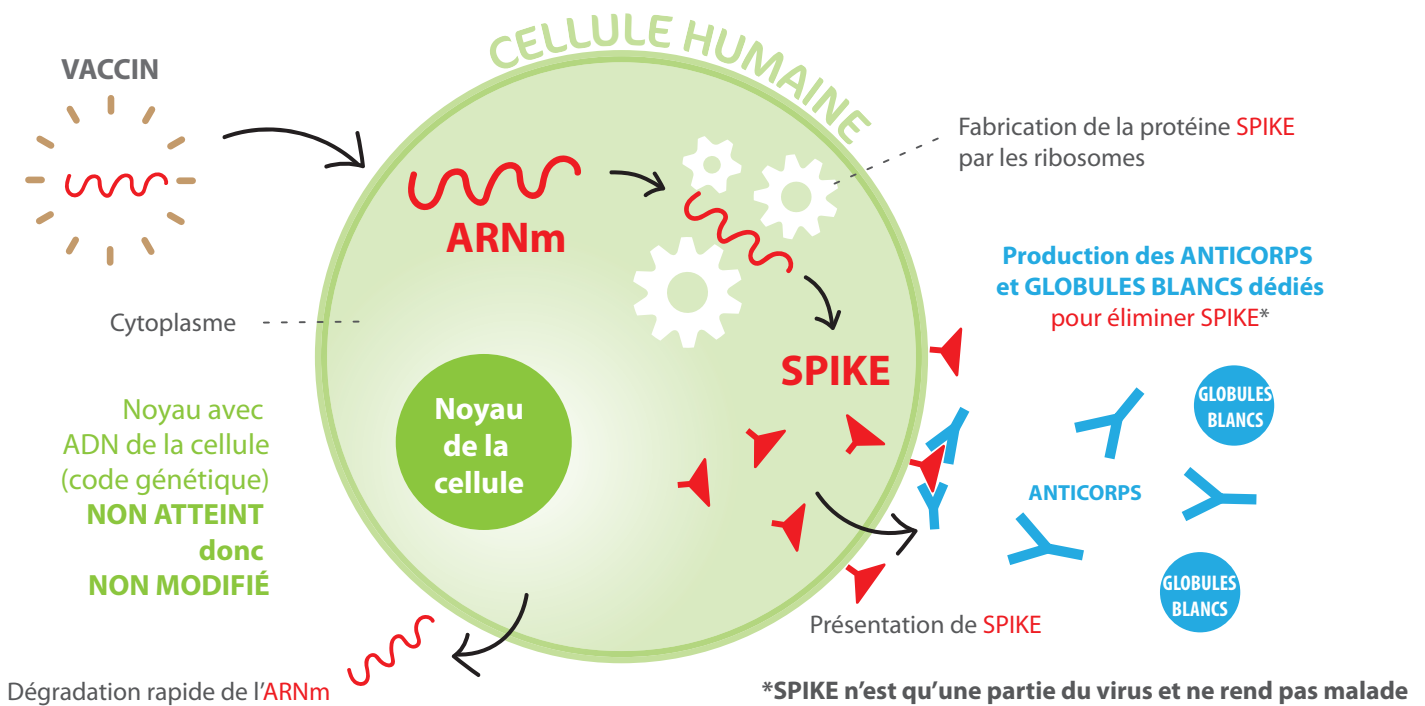 CELLULE HUMAINE
VACCIN
Fabrication de la protéine SPIKE
par les ribosomes
ARNm
Production des ANTICORPS
et GLOBULES BLANCS dédiés
pour éliminer SPIKE*
Cytoplasme
SPIKE
Noyau avec
ADN de la cellule
(code génétique)
NON ATTEINT
donc
NON MODIFIÉ
Noyau
de la
cellule
GLOBULES
BLANCS
ANTICORPS
GLOBULES
BLANCS
Présentation de SPIKE
Dégradation rapide de l’ARNm
*SPIKE n’est qu’une partie du virus et ne rend pas malade